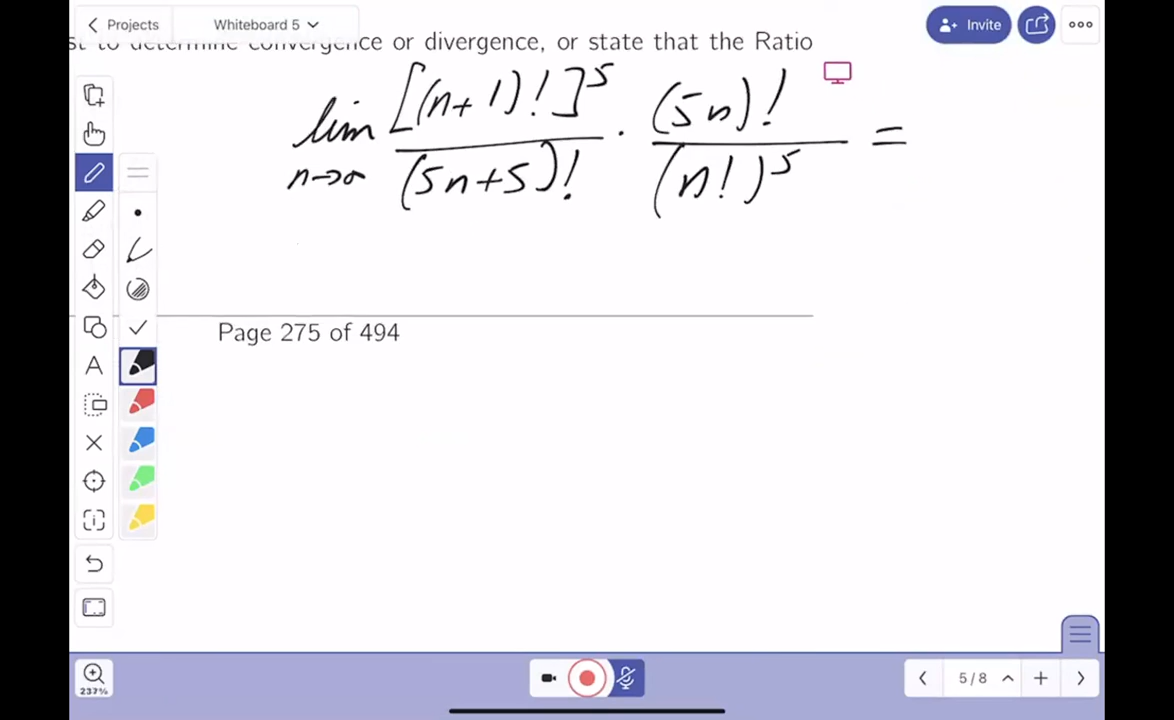 Projects
Whiteboard 5
Invite
st to determine convergence or divergence, or state that the Ratio
lim n→∞ [(n+1)!]^5 / (5n+5)! · (5n)! / (n!)^5 =
Page 275 of 494
A
237%
5/8